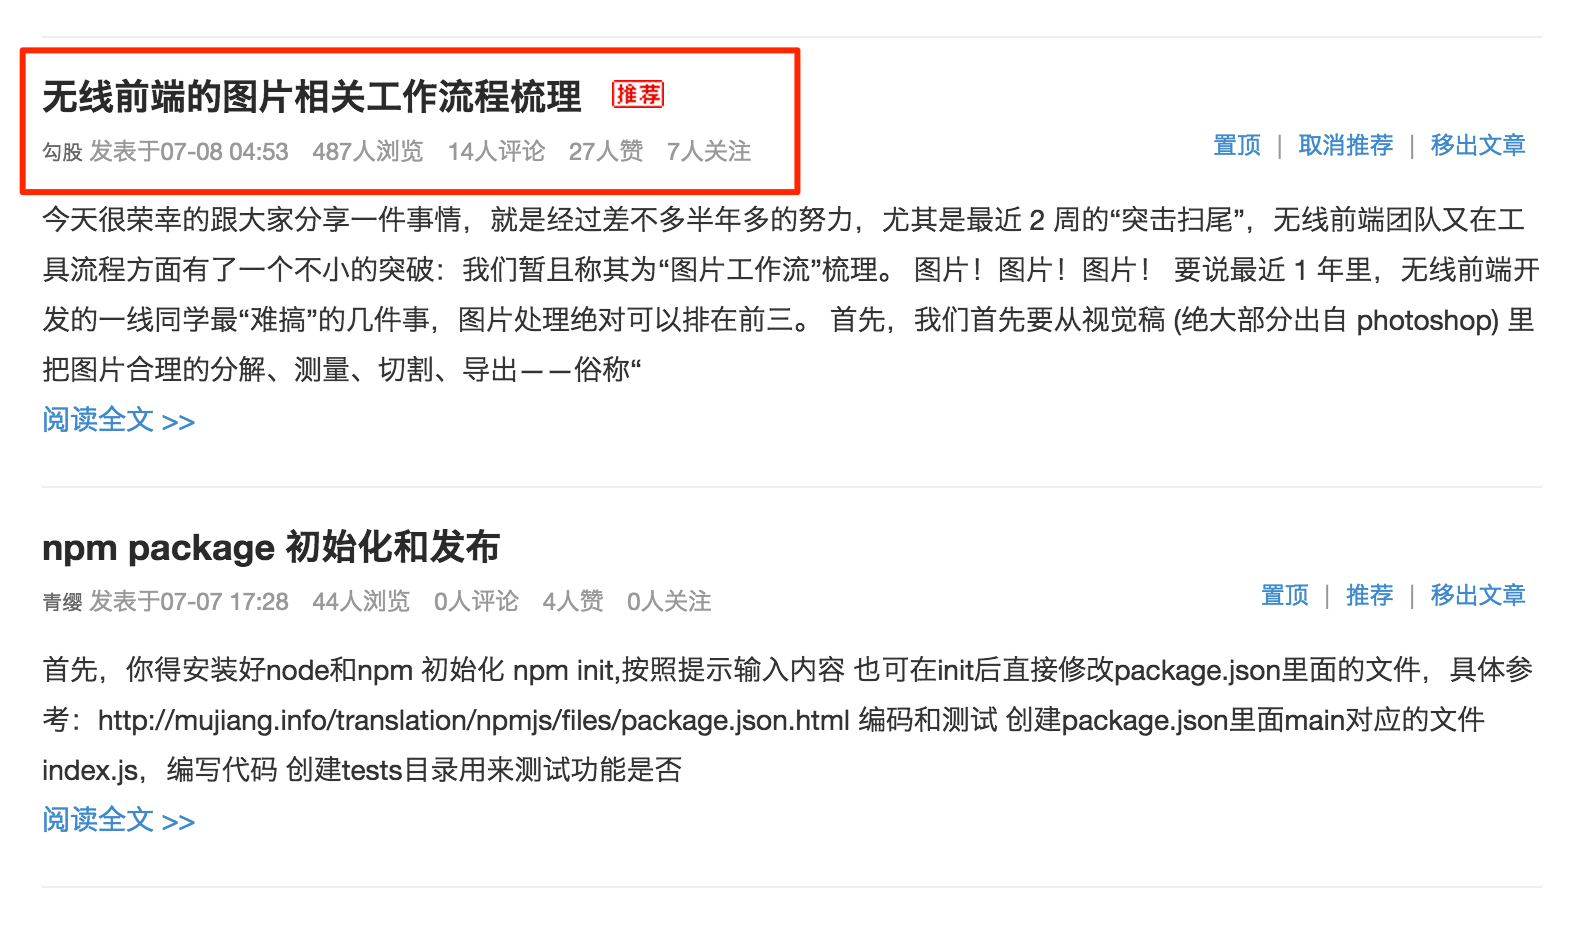 无线前端的图片相关工作流程梳理 推荐
勾股 发表于07-08 04:53 487人浏览 14人评论 27人赞 7人关注
置顶 | 取消推荐 | 移出文章
今天很荣幸的跟大家分享一件事情，就是经过差不多半年多的努力，尤其是最近 2 周的“突击扫尾”，无线前端团队又在工
具流程方面有了一个不小的突破：我们暂且称其为“图片工作流”梳理。 图片！图片！图片！ 要说最近 1 年里，无线前端开
发的一线同学最“难搞”的几件事，图片处理绝对可以排在前三。 首先，我们首先要从视觉稿 (绝大部分出自 photoshop) 里
把图片合理的分解、测量、切割、导出——俗称“
阅读全文 >>
npm package 初始化和发布
青缨 发表于07-07 17:28 44人浏览 0人评论 4人赞 0人关注
置顶 | 推荐 | 移出文章
首先，你得安装好node和npm 初始化 npm init,按照提示输入内容 也可在init后直接修改package.json里面的文件，具体参
考：http://mujiang.info/translation/npmjs/files/package.json.html 编码和测试 创建package.json里面main对应的文件
index.js，编写代码 创建tests目录用来测试功能是否
阅读全文 >>